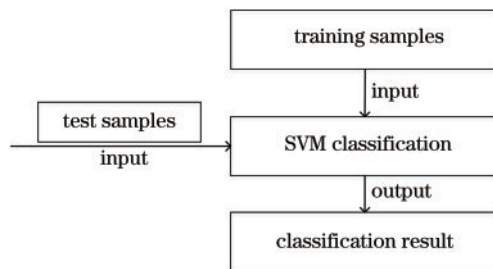 training samples
input
test samples
input
SVM classification
output
classification result